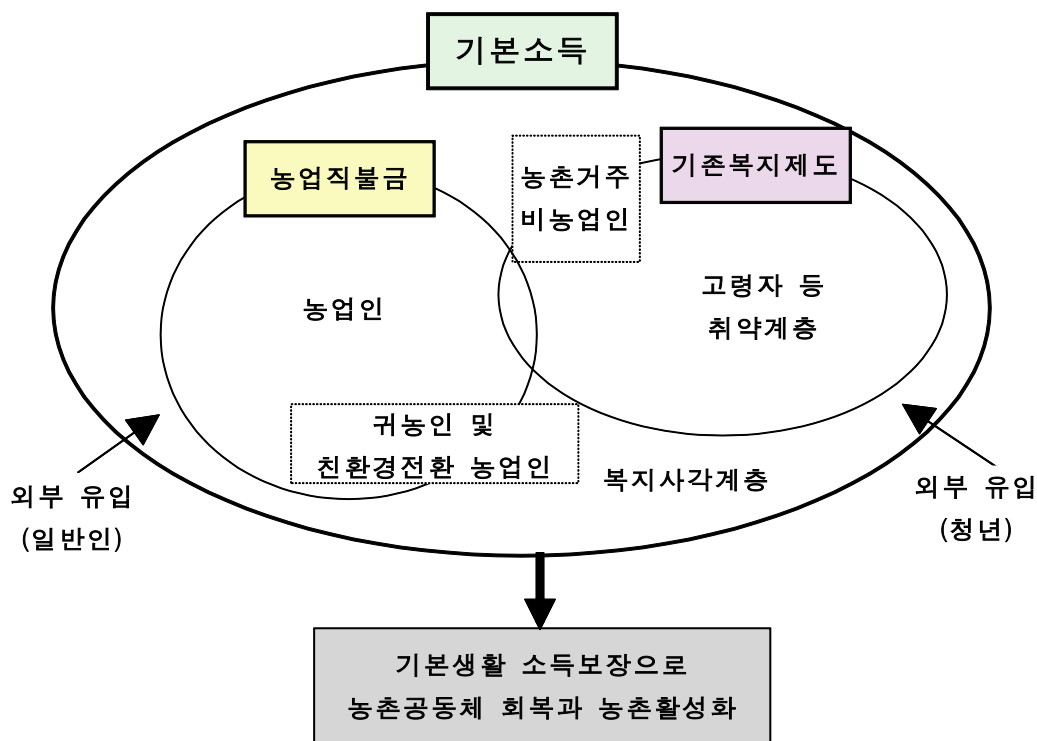 기본소득
농업직불금
농촌거주
비농업인
기존복지제도
농업인
고령자 등
취약계층
귀농인 및
친환경전환 농업인
복지사각계층
외부 유입
(일반인)
외부 유입
(청년)
기본생활 소득보장으로
농촌공동체 회복과 농촌활성화